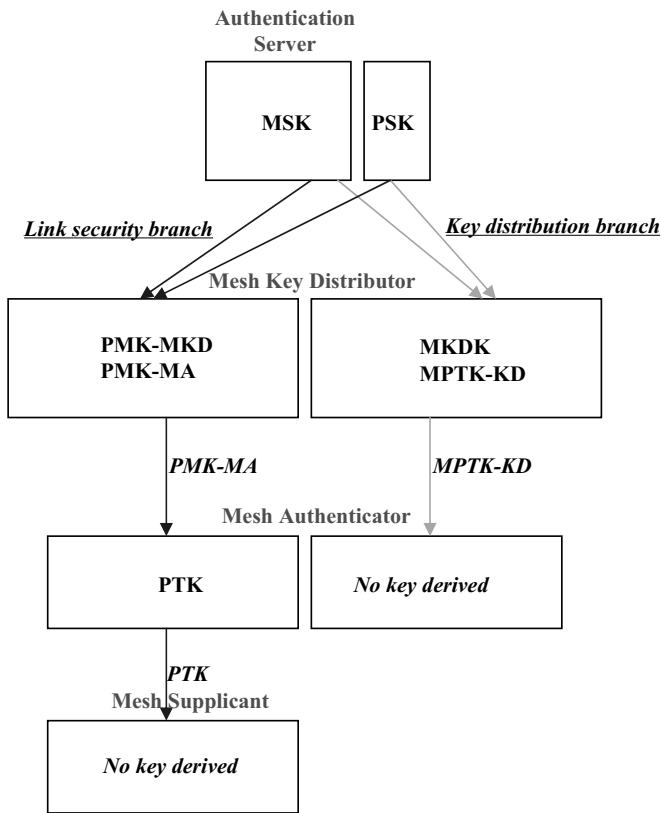 Authentication
Server
MSK
PSK
Link security branch
Key distribution branch
Mesh Key Distributor
PMK-MKD
PMK-MA
MKDK
MPTK-KD
PMK-MA
MPTK-KD
Mesh Authenticator
PTK
No key derived
PTK
Mesh Supplicant
No key derived